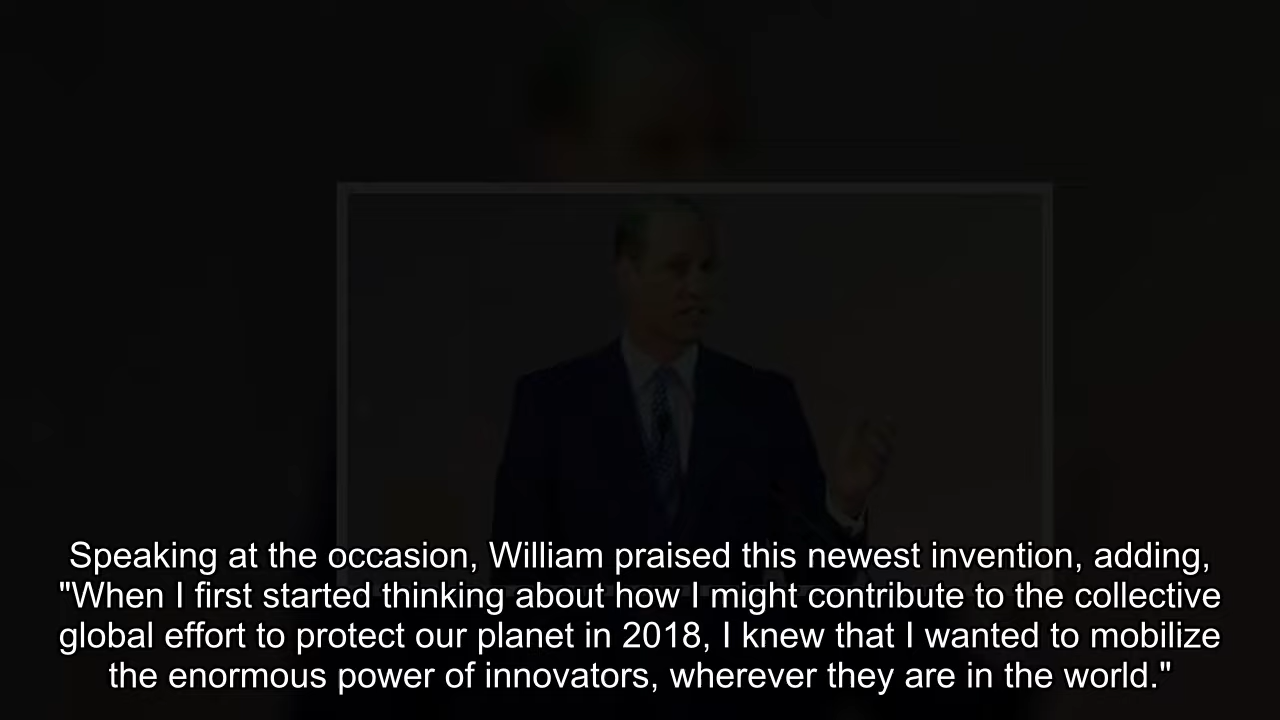 Speaking at the occasion, William praised this newest invention, adding,
"When I first started thinking about how I might contribute to the collective
global effort to protect our planet in 2018, I knew that I wanted to mobilize
the enormous power of innovators, wherever they are in the world."